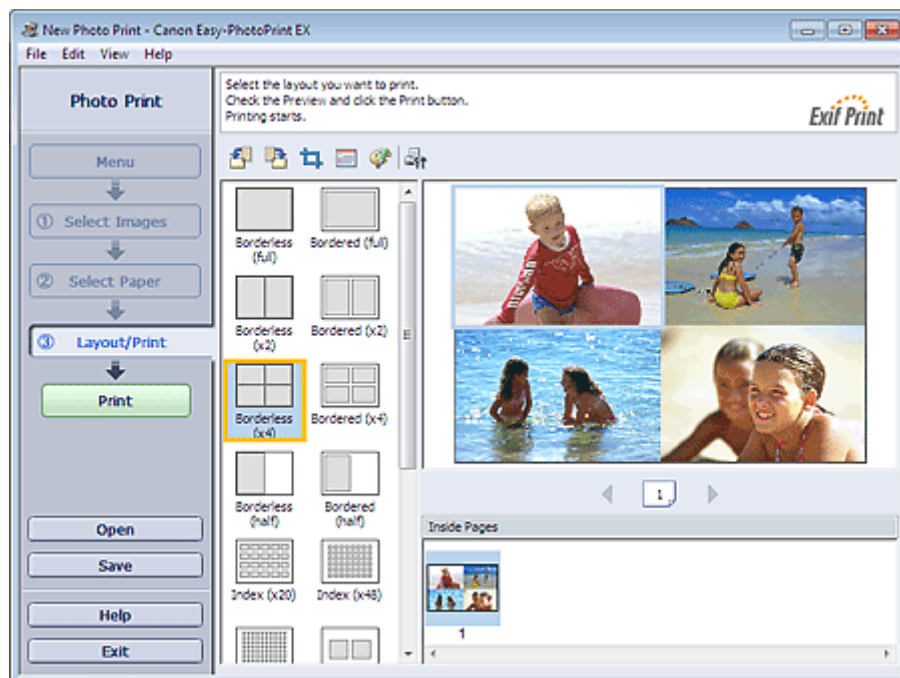 New Photo Print - Canon Easy-PhotoPrint EX
File Edit View Help
Photo Print
Select the layout you want to print.
Check the Preview and click the Print button.
Printing starts.
Exif Print
Menu
① Select Images
② Select Paper
③ Layout/Print
Print
Open
Save
Help
Exit
Borderless
(full)
Bordered (full)
Borderless
(x2)
Bordered (x2)
Borderless
(x4)
Bordered (x4)
Borderless
(half)
Bordered
(half)
Index (x20)
Index (x48)
1
Inside Pages
1